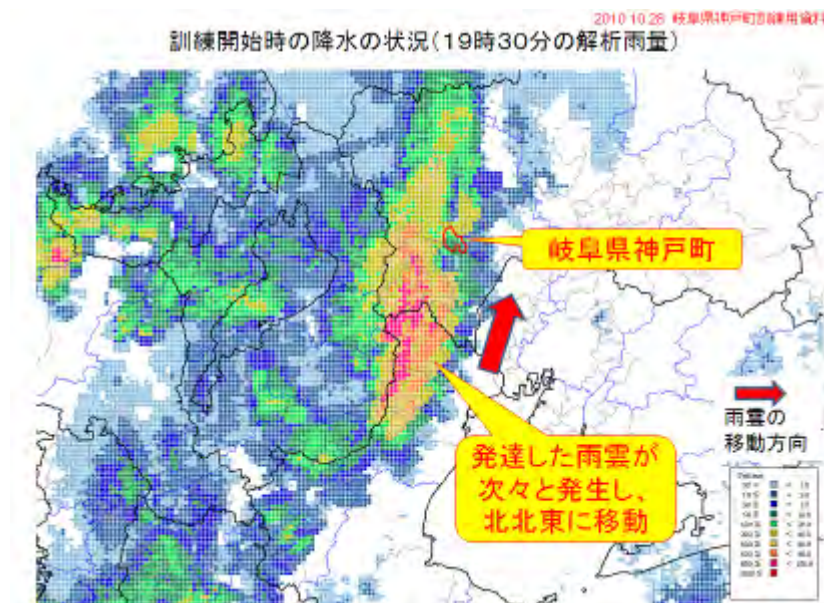 2010.10.28 岐阜県神戸町訓練用資料
訓練開始時の降水の状況(19時30分の解析雨量)
岐阜県神戸町
雨雲の
移動方向
発達した雨雲が
次々と発生し、
北北東に移動